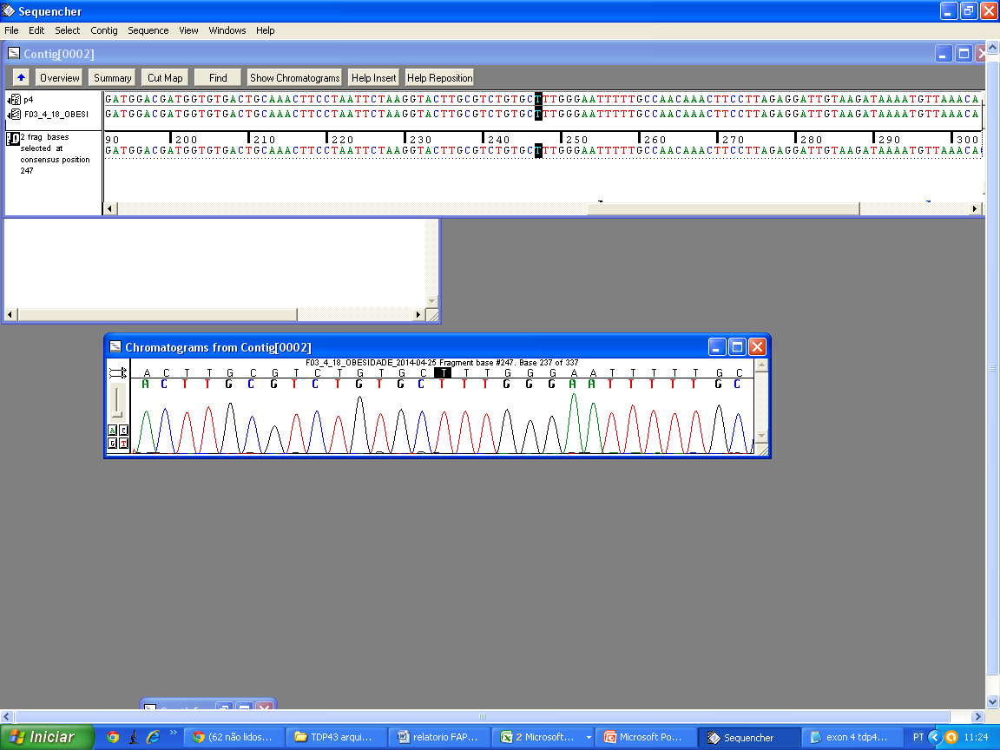 Sequencher
File Edit Select Contig Sequence View Windows Help
Contig[0002]
Overview Summary Cut Map Find Show Chromatograms Help Insert Help Reposition
p4 GATGGACGATGGTGTGACTGCAAACTTCCTAATTCTAAGGTACTTGCGTCTGTGCTTTGGGAATTTTTGCCAACAAACTTCCTTAGAGGATTGTAAGATAAAATGTTAAACA
F03_4_18_OBESI GATGGACGATGGTGTGACTGCAAACTTCCTAATTCTAAGGTACTTGCGTCTGTGCTTTGGGAATTTTTGCCAACAAACTTCCTTAGAGGATTGTAAGATAAAATGTTAAACA
2 frag bases
selected at
consensus position
247
90 200 210 220 230 240 250 260 270 280 290 300
GATGGACGATGGTGTGACTGCAAACTTCCTAATTCTAAGGTACTTGCGTCTGTGCTTTGGGAATTTTTGCCAACAAACTTCCTTAGAGGATTGTAAGATAAAATGTTAAACA
Chromatograms from Contig[0002]
F03_4_18_OBESIDADE_2014-04-25 Fragment base #247. Base 237 of 337
A C T T G C G T C T G T G C T T T G G G A A T T T T T G C
A C T T G C G T C T G T G C T T T G G G A A T T T T T G C
A C
G T
Iniciar
(62 não lidos...
TDP43 arqui...
relatorio FAP...
2 Microsoft...
Microsoft Po...
Sequencher
exon 4 tdp4...
PT
11:24